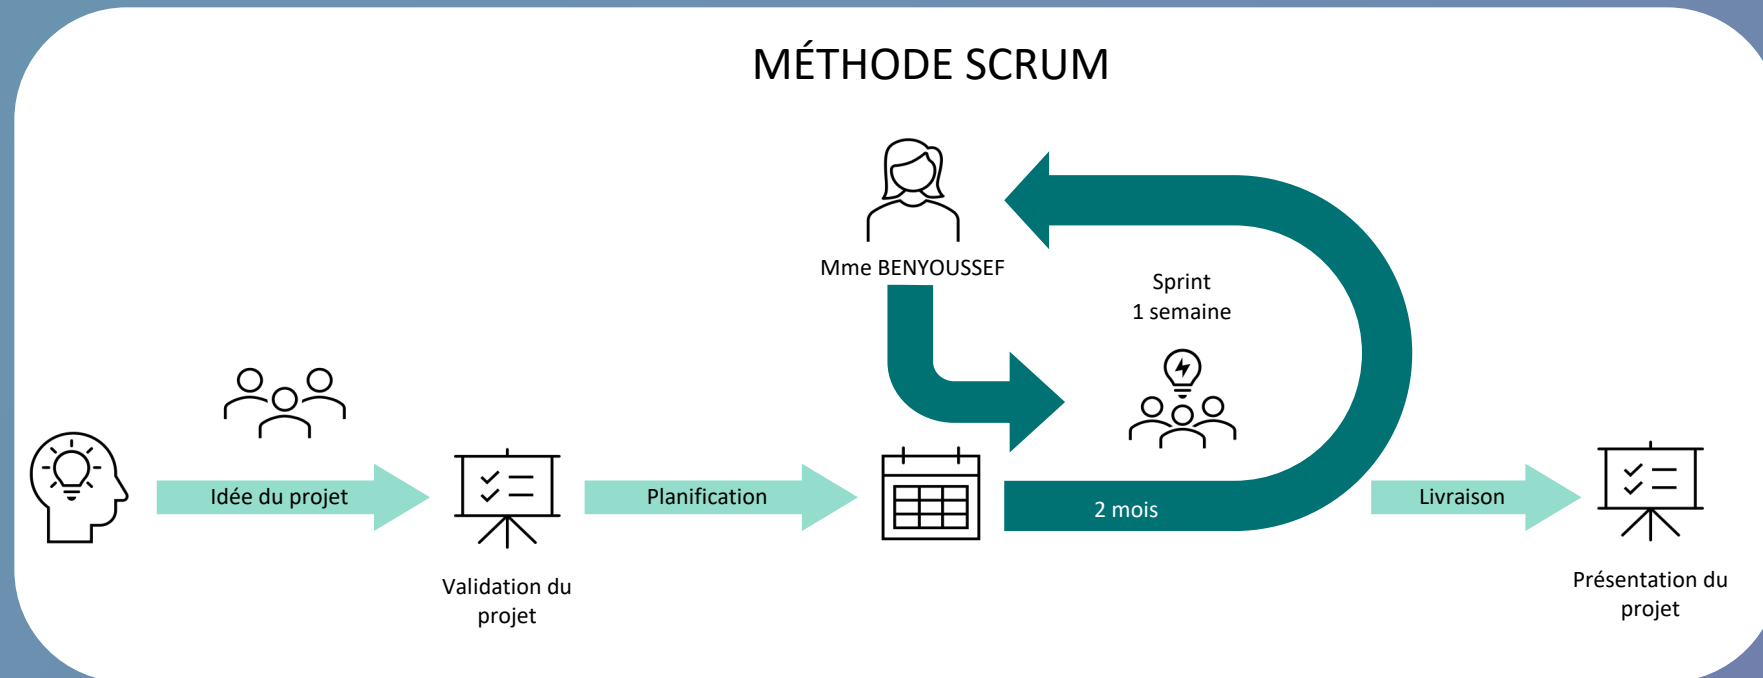 MÉTHODE SCRUM
Mme BENYOUSSEF
Sprint
1 semaine
Idée du projet
Planification
2 mois
Livraison
Validation du
projet
Présentation du
projet